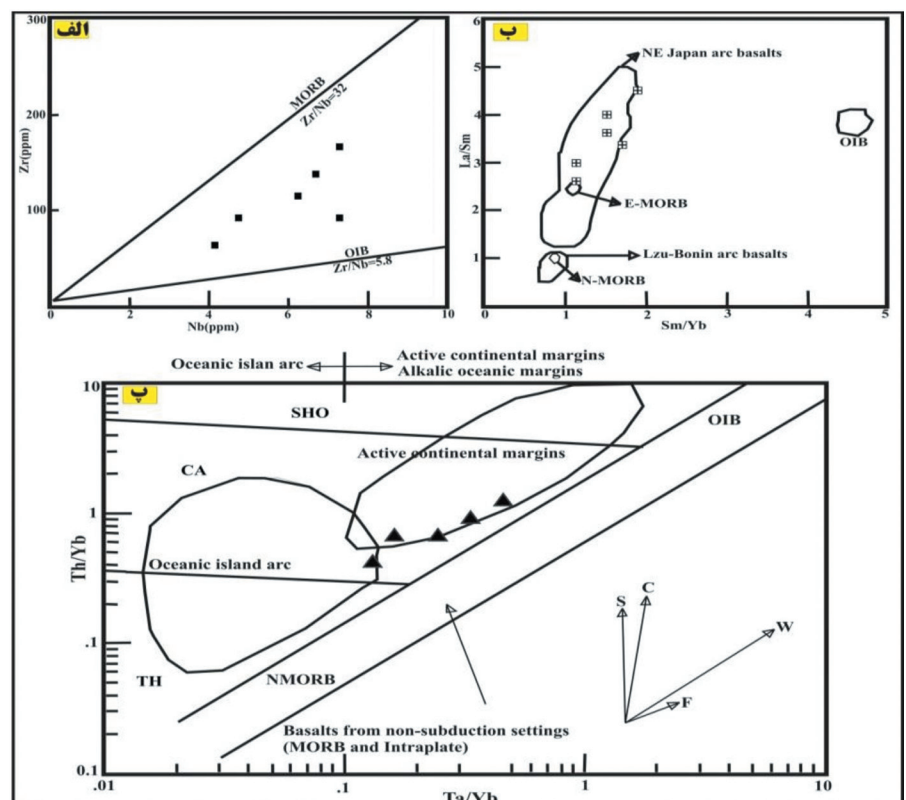 الف
300
200
100
Zr(ppm)
MORB
Zr/Nb=32
OIB
Zr/Nb=5.8
0 2 4 6 8 10
Nb(ppm)
ب
6
5
4
3
2
1
La/Sm
NE Japan arc basalts
OIB
E-MORB
Lzu-Bonin arc basalts
N-MORB
0 1 2 3 4 5
Sm/Yb
Oceanic islan arc
Active continental margins
Alkalic oceanic margins
پ
10
1
.1
0.1
Th/Yb
SHO
OIB
Active continental margins
CA
Oceanic island arc
TH
NMORB
S
C
W
F
Basalts from non-subduction settings
(MORB and Intraplate)
.01 .1 1 10
Ta/Yb